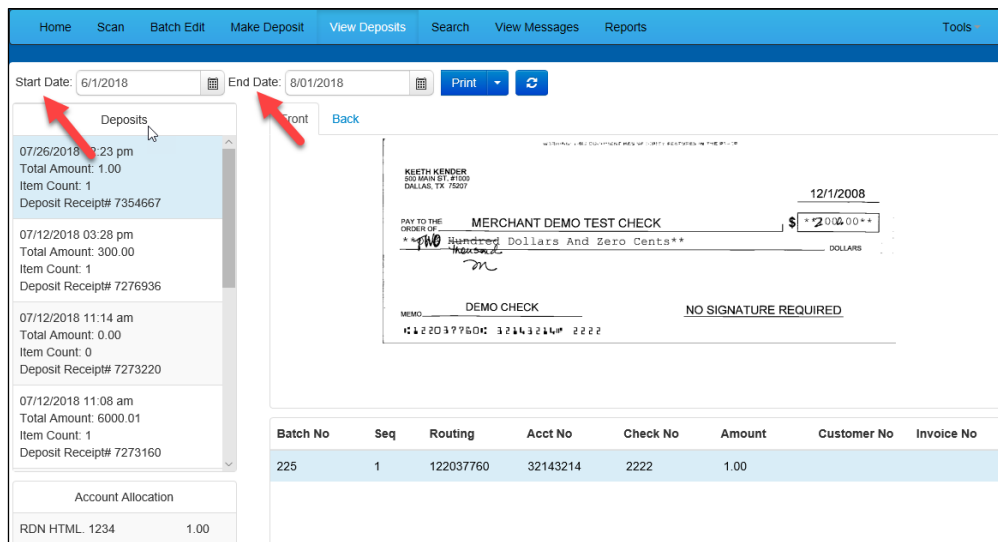 Home Scan Batch Edit Make Deposit View Deposits Search View Messages Reports Tools
Start Date: 6/1/2018 End Date: 8/01/2018 Print
Deposits
07/26/2018 2:23 pm
Total Amount: 1.00
Item Count: 1
Deposit Receipt# 7354667
07/12/2018 03:28 pm
Total Amount: 300.00
Item Count: 1
Deposit Receipt# 7276936
07/12/2018 11:14 am
Total Amount: 0.00
Item Count: 0
Deposit Receipt# 7273220
07/12/2018 11:08 am
Total Amount: 6000.01
Item Count: 1
Deposit Receipt# 7273160
Account Allocation
RDN HTML. 1234 1.00
Front Back
KEETH KENDER
500 MAIN ST. #1000
DALLAS, TX 75207
12/1/2008
PAY TO THE
ORDER OF MERCHANT DEMO TEST CHECK $
Hundred Dollars And Zero Cents**
thousand
DOLLARS
MEMO DEMO CHECK NO SIGNATURE REQUIRED
⑆122037760⑆ 32143214⑈ 2222
Batch No Seq Routing Acct No Check No Amount Customer No Invoice No
225 1 122037760 32143214 2222 1.00